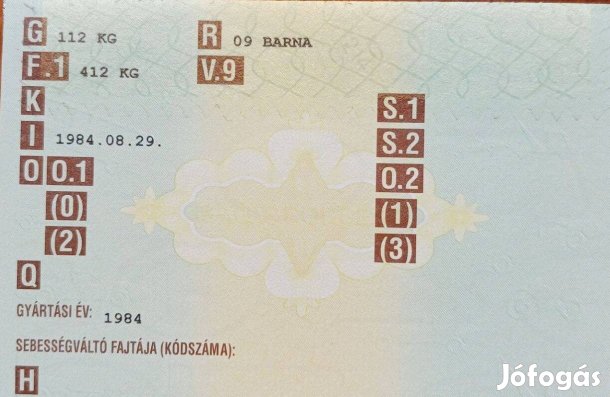 G 112 KG R 09 BARNA
F.1 412 KG V.9
K S.1
I 1984.08.29. S.2
O O.1 O.2
(0) (1)
(2) (3)
Q
GYÁRTÁSI ÉV: 1984
SEBESSÉGVÁLTÓ FAJTÁJA (KÓDSZÁMA):
H
Jófogás